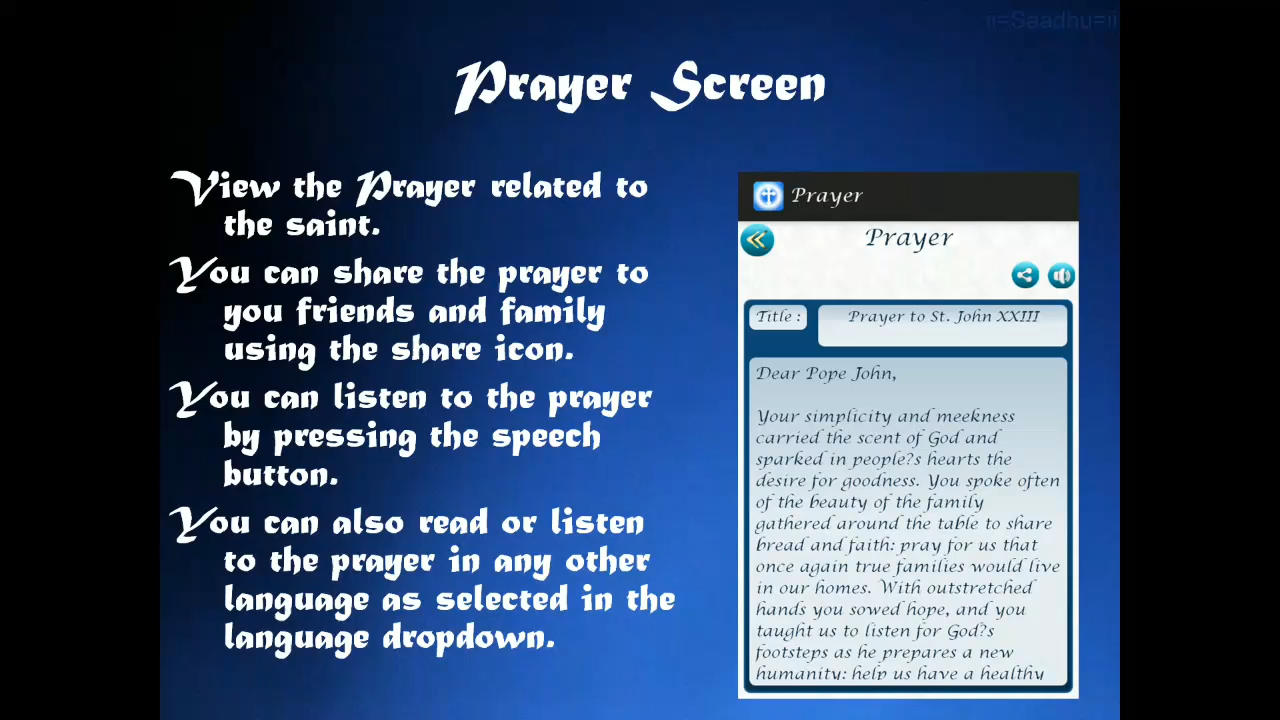 ii=Saadhu=ii
Prayer Screen
View the Prayer related to
the saint.
You can share the prayer to
you friends and family
using the share icon.
You can listen to the prayer
by pressing the speech
button.
You can also read or listen
to the prayer in any other
language as selected in the
language dropdown.
Prayer
Prayer
Title : Prayer to St. John XXIII
Dear Pope John,
Your simplicity and meekness
carried the scent of God and
sparked in people?s hearts the
desire for goodness. You spoke often
of the beauty of the family
gathered around the table to share
bread and faith: pray for us that
once again true families would live
in our homes. With outstretched
hands you sowed hope, and you
taught us to listen for God?s
footsteps as he prepares a new
humanity: help us have a healthy